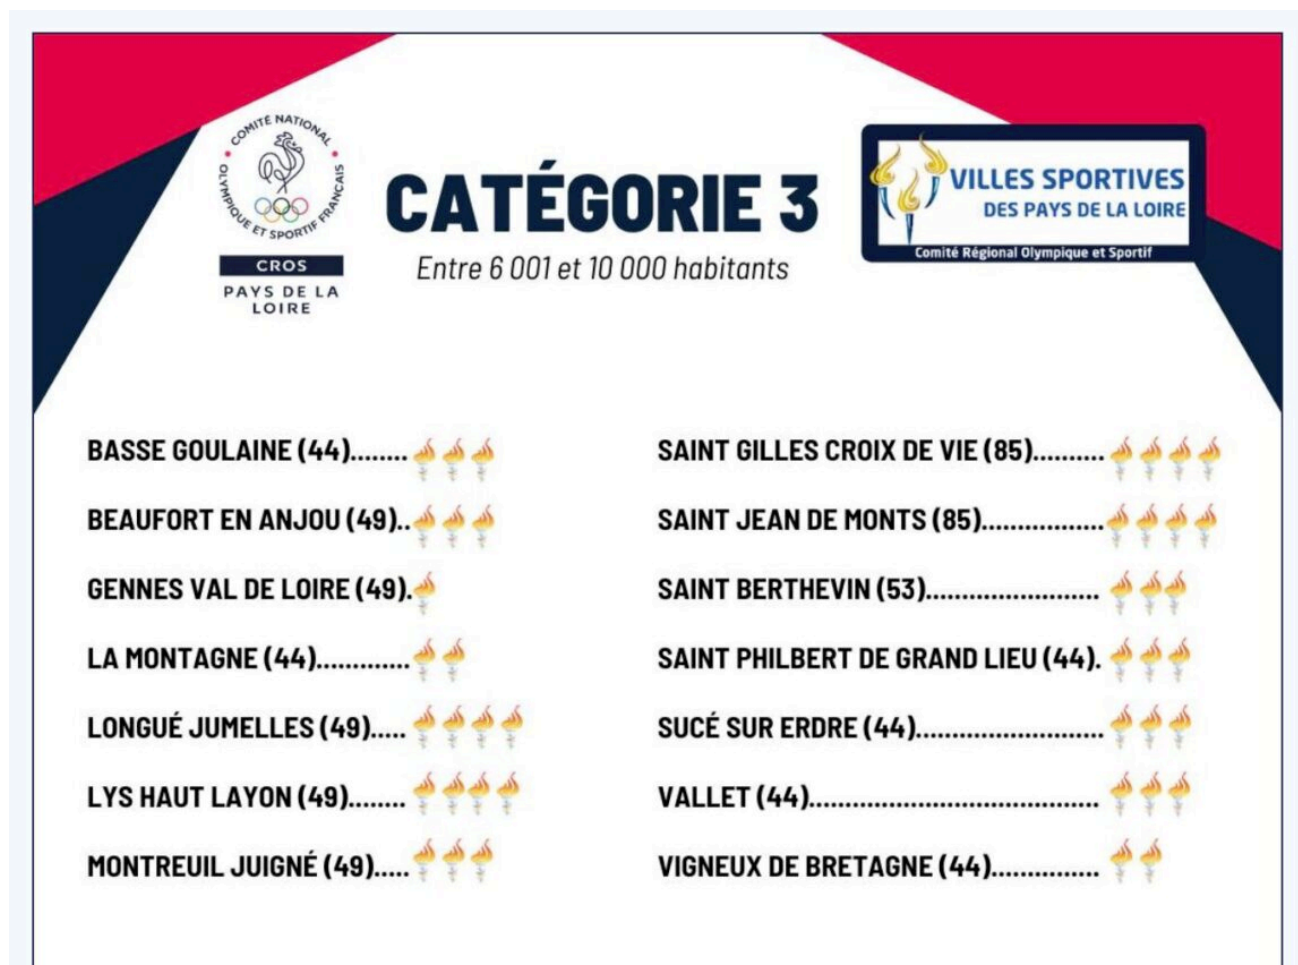 COMITÉ NATIONAL
OLYMPIQUE ET SPORTIF FRANÇAIS
CROS
PAYS DE LA
LOIRE
CATÉGORIE 3
Entre 6 001 et 10 000 habitants
VILLES SPORTIVES
DES PAYS DE LA LOIRE
Comité Régional Olympique et Sportif
BASSE GOULAINE (44)........
BEAUFORT EN ANJOU (49)..
GENNES VAL DE LOIRE (49).
LA MONTAGNE (44).............
LONGUÉ JUMELLES (49).....
LYS HAUT LAYON (49)........
MONTREUIL JUIGNÉ (49).....
SAINT GILLES CROIX DE VIE (85)..........
SAINT JEAN DE MONTS (85).................
SAINT BERTHEVIN (53)........................
SAINT PHILBERT DE GRAND LIEU (44).
SUCÉ SUR ERDRE (44)..........................
VALLET (44)........................................
VIGNEUX DE BRETAGNE (44)...............